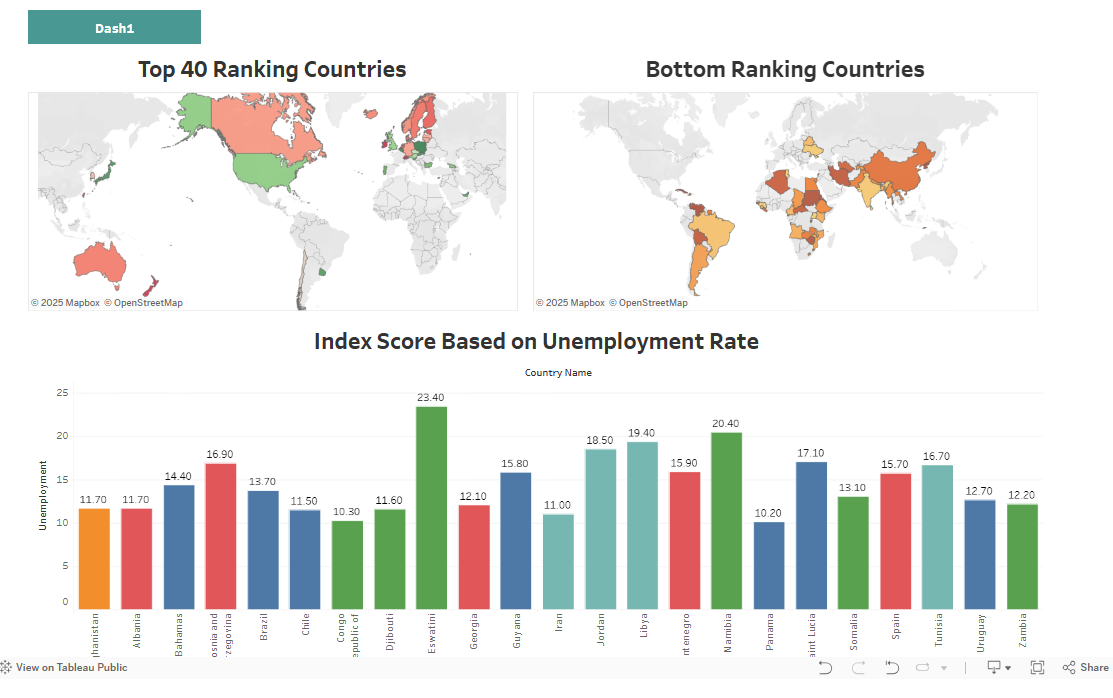 Dash1
Top 40 Ranking Countries
Bottom Ranking Countries
© 2025 Mapbox © OpenStreetMap
© 2025 Mapbox © OpenStreetMap
Index Score Based on Unemployment Rate
Country Name
Unemployment
25
20
15
10
5
0
11.70
11.70
14.40
16.90
13.70
11.50
10.30
11.60
23.40
12.10
15.80
11.00
18.50
19.40
15.90
20.40
10.20
17.10
13.10
15.70
16.70
12.70
12.20
ghanistan
Albania
Bahamas
osnia and
rzegovina
Brazil
Chile
Congo
epublic of
Djibouti
Eswatini
Georgia
Guyana
Iran
Jordan
Libya
ntenegro
Namibia
Panama
aint Lucia
Somalia
Spain
Tunisia
Uruguay
Zambia
View on Tableau Public
Share